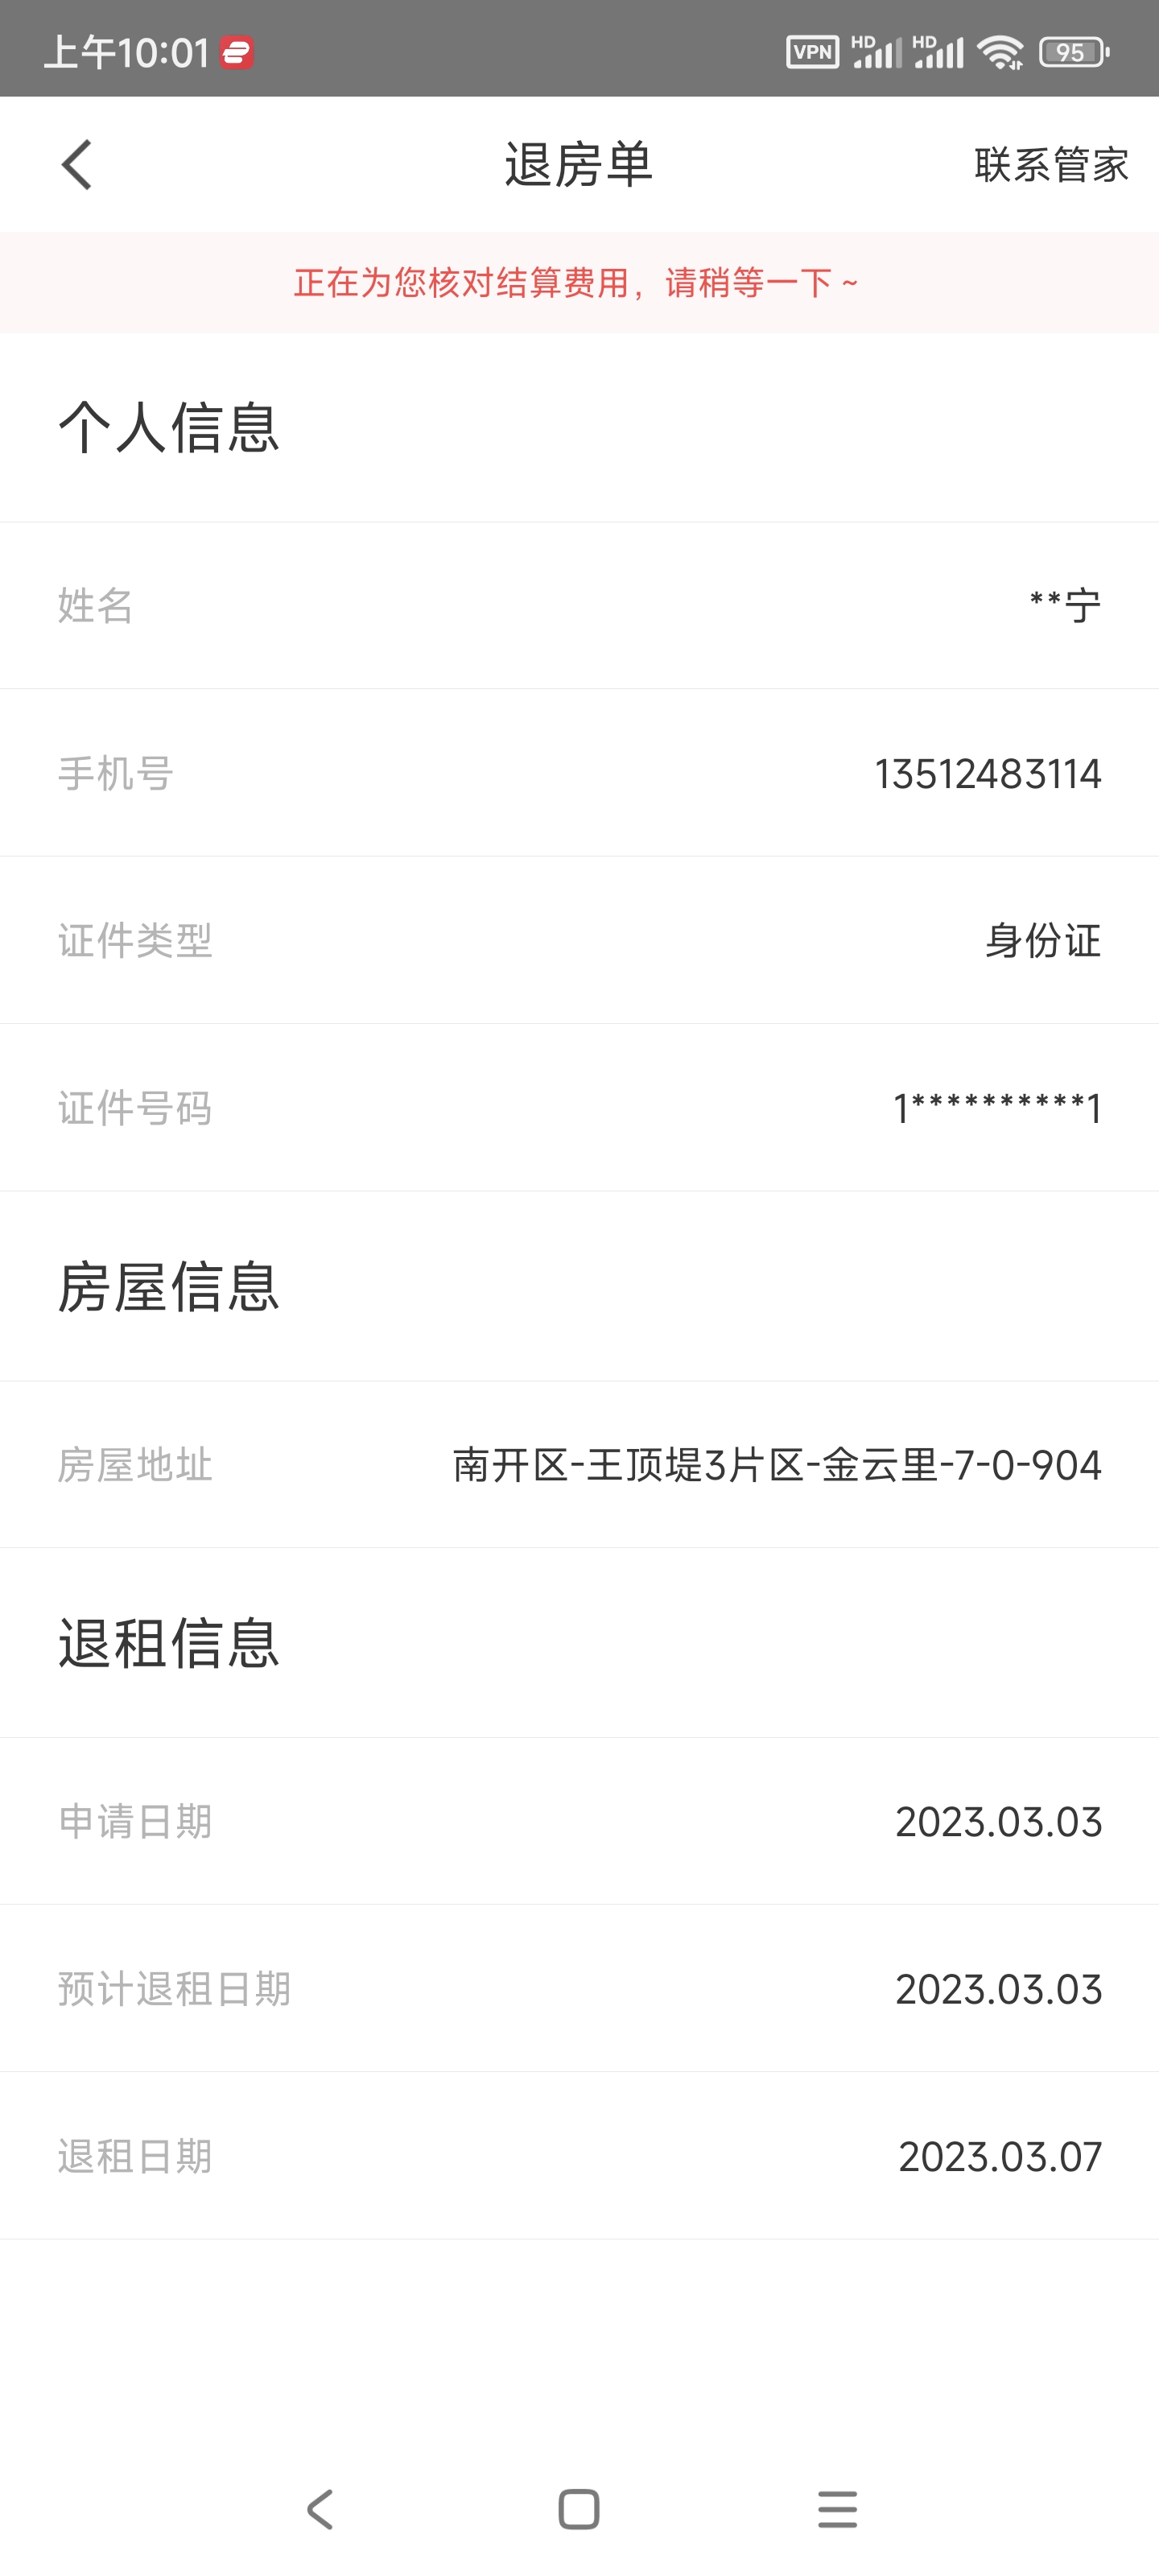 上午10:01
VPN HD HD 95
退房单
联系管家
正在为您核对结算费用，请稍等一下 ~
个人信息
姓名 **宁
手机号 13512483114
证件类型 身份证
证件号码 1**********1
房屋信息
房屋地址 南开区-王顶堤3片区-金云里-7-0-904
退租信息
申请日期 2023.03.03
预计退租日期 2023.03.03
退租日期 2023.03.07